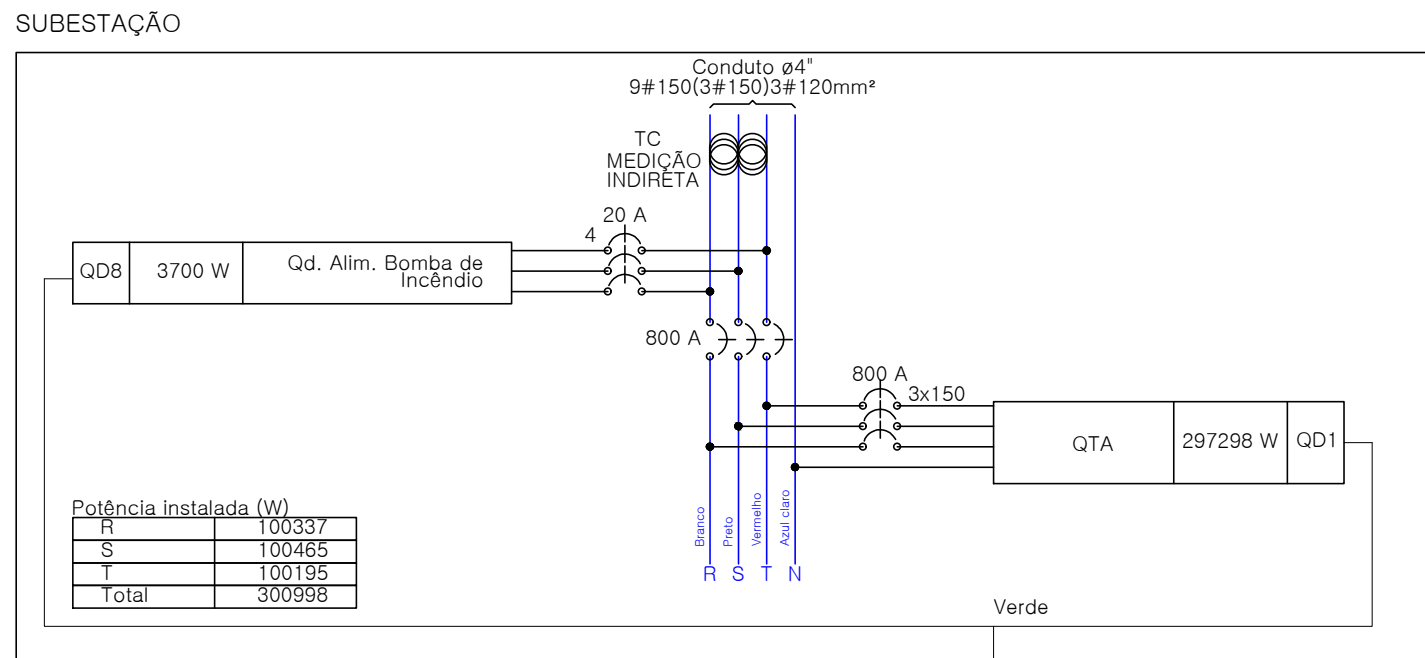 SUBESTAÇÃO
Conduto ø4"
9#150(3#150)3#120mm²
TC
MEDIÇÃO
INDIRETA
20 A
4
QD8
3700 W
Qd. Alim. Bomba de
Incêndio
800 A
800 A
3x150
QTA
297298 W
QD1
Potência instalada (W)
R 100337
S 100465
T 100195
Total 300998
Branco
Preto
Vermelho
Azul claro
R S T N
Verde